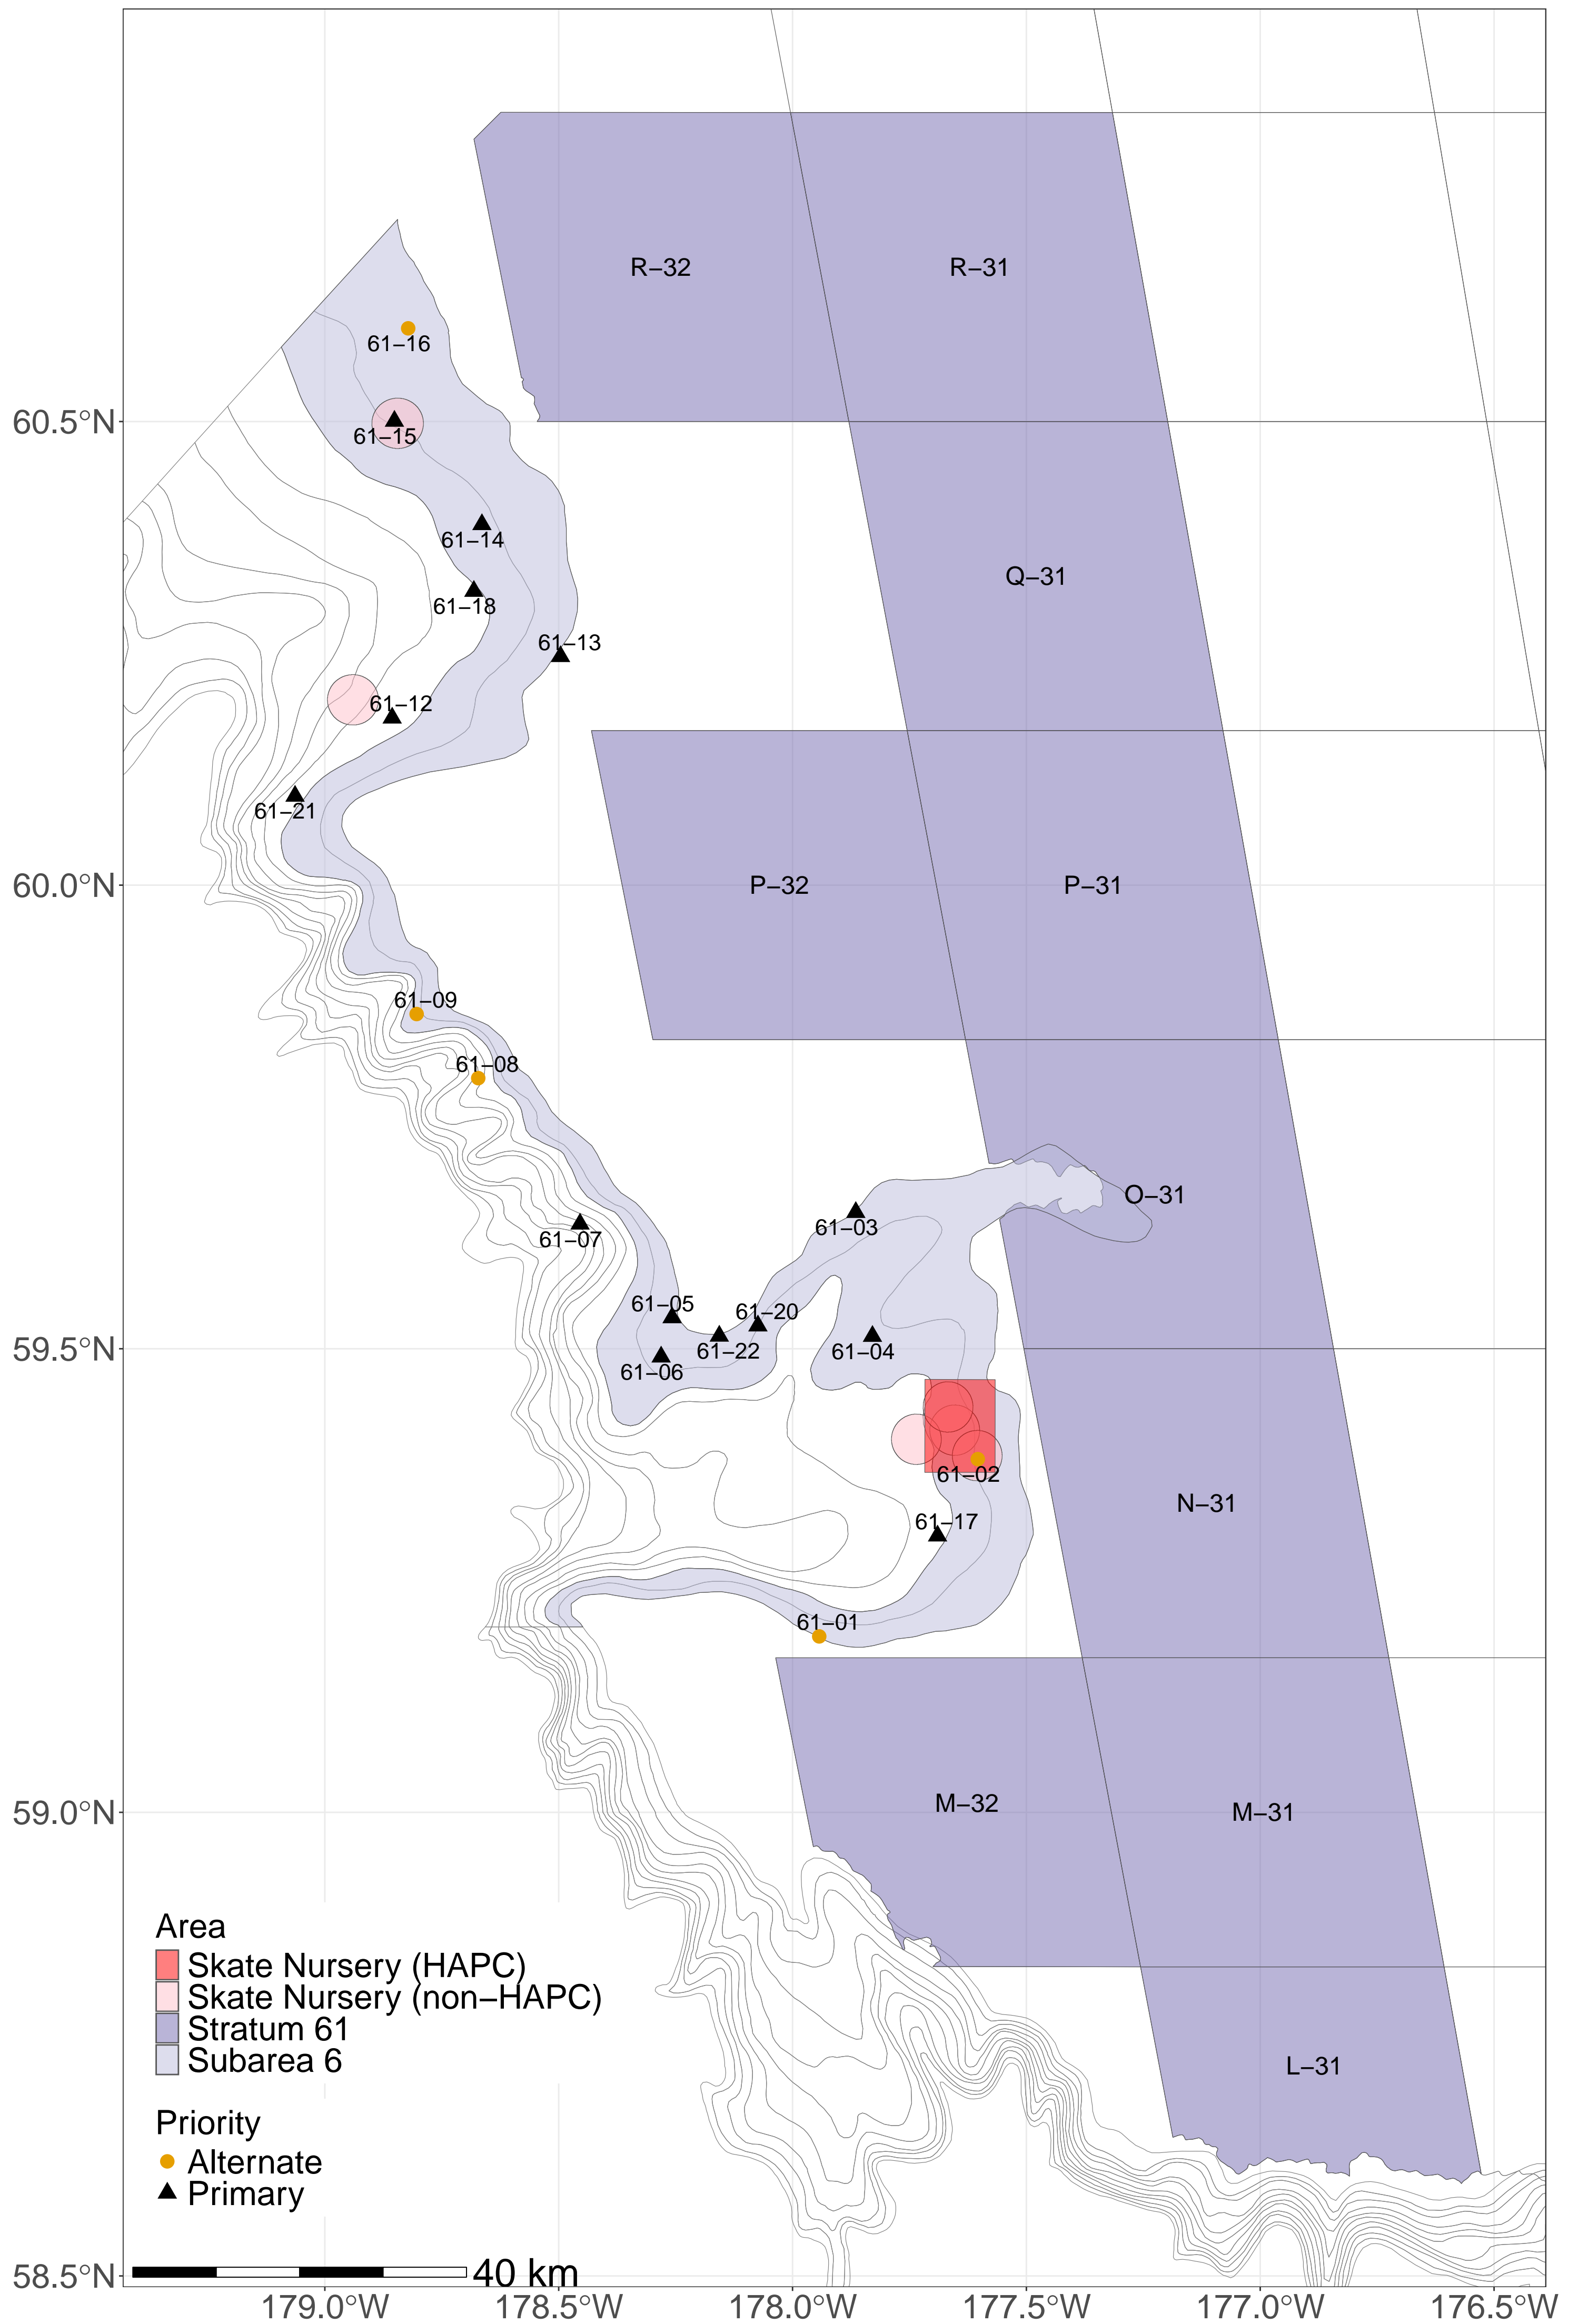 R−32
R−31
61−16
60.5°N
61−15
61−14
Q−31
61−18
61−13
61−12
61−21
60.0°N
P−32
P−31
61−09
61−08
O−31
61−03
61−07
61−05
61−20
59.5°N
61−22
61−04
61−06
61−02
N−31
61−17
61−01
59.0°N
M−32
M−31
Area
Skate Nursery (HAPC)
Skate Nursery (non−HAPC)
Stratum 61
Subarea 6
L−31
Priority
Alternate
Primary
40 km
58.5°N
179.0°W
178.5°W
178.0°W
177.5°W
177.0°W
176.5°W